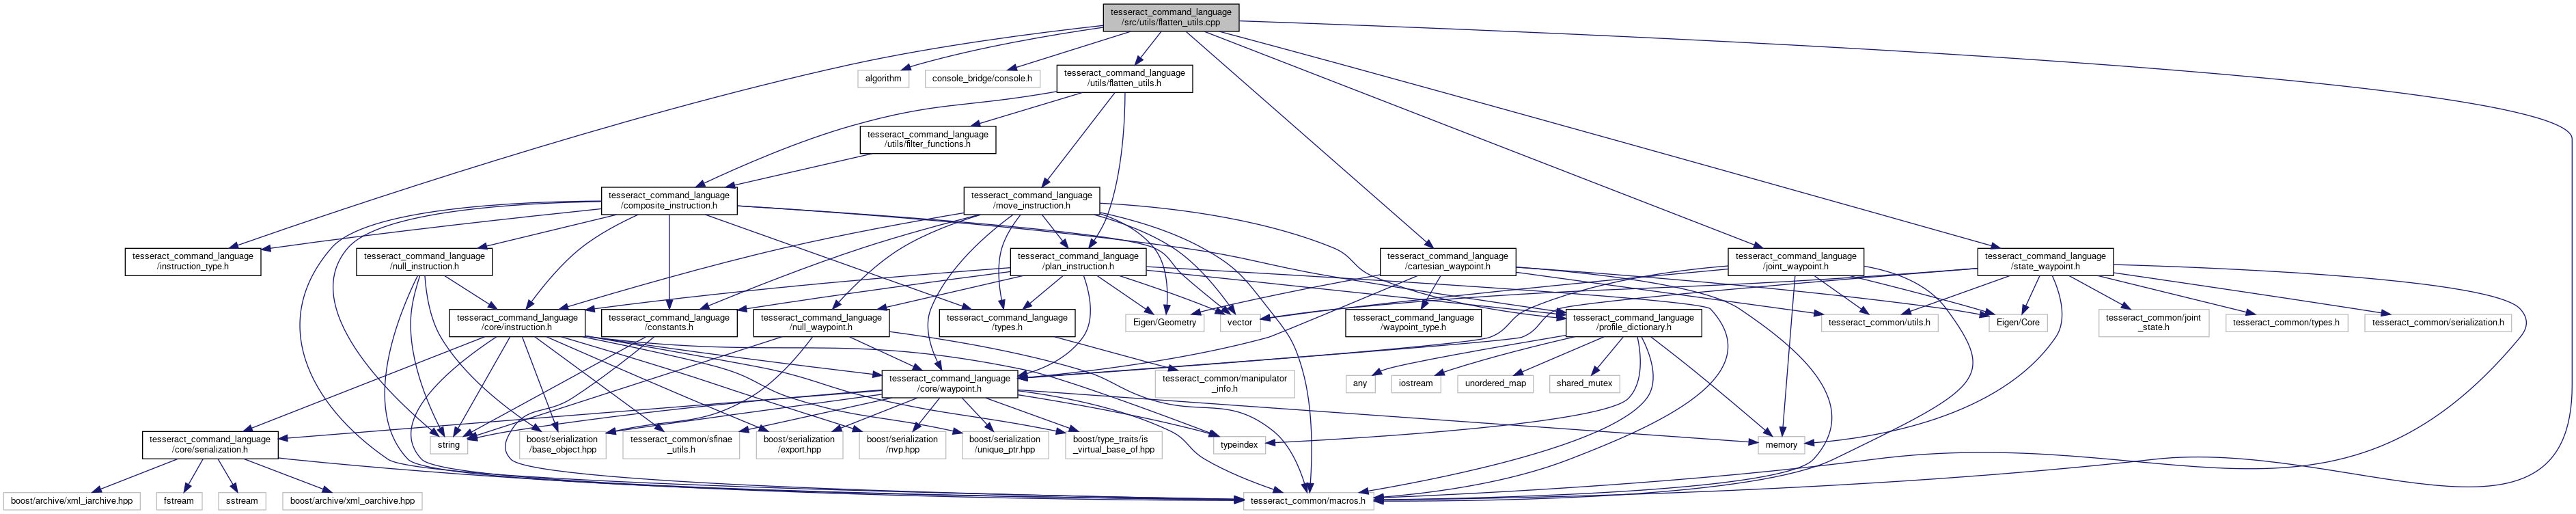 tesseract_command_language
/src/utils/flatten_utils.cpp
algorithm
console_bridge/console.h
tesseract_command_language
/utils/flatten_utils.h
tesseract_command_language
/utils/filter_functions.h
tesseract_command_language
/composite_instruction.h
tesseract_command_language
/move_instruction.h
tesseract_command_language
/instruction_type.h
tesseract_command_language
/null_instruction.h
tesseract_command_language
/plan_instruction.h
tesseract_command_language
/cartesian_waypoint.h
tesseract_command_language
/joint_waypoint.h
tesseract_command_language
/state_waypoint.h
tesseract_command_language
/core/instruction.h
tesseract_command_language
/constants.h
tesseract_command_language
/null_waypoint.h
tesseract_command_language
/types.h
Eigen/Geometry
vector
tesseract_command_language
/waypoint_type.h
tesseract_command_language
/profile_dictionary.h
tesseract_common/utils.h
Eigen/Core
tesseract_common/joint
_state.h
tesseract_common/types.h
tesseract_common/serialization.h
tesseract_command_language
/core/waypoint.h
tesseract_common/manipulator
_info.h
any
iostream
unordered_map
shared_mutex
tesseract_command_language
/core/serialization.h
string
boost/serialization
/base_object.hpp
tesseract_common/sfinae
_utils.h
boost/serialization
/export.hpp
boost/serialization
/nvp.hpp
boost/serialization
/unique_ptr.hpp
boost/type_traits/is
_virtual_base_of.hpp
typeindex
memory
boost/archive/xml_iarchive.hpp
fstream
sstream
boost/archive/xml_oarchive.hpp
tesseract_common/macros.h